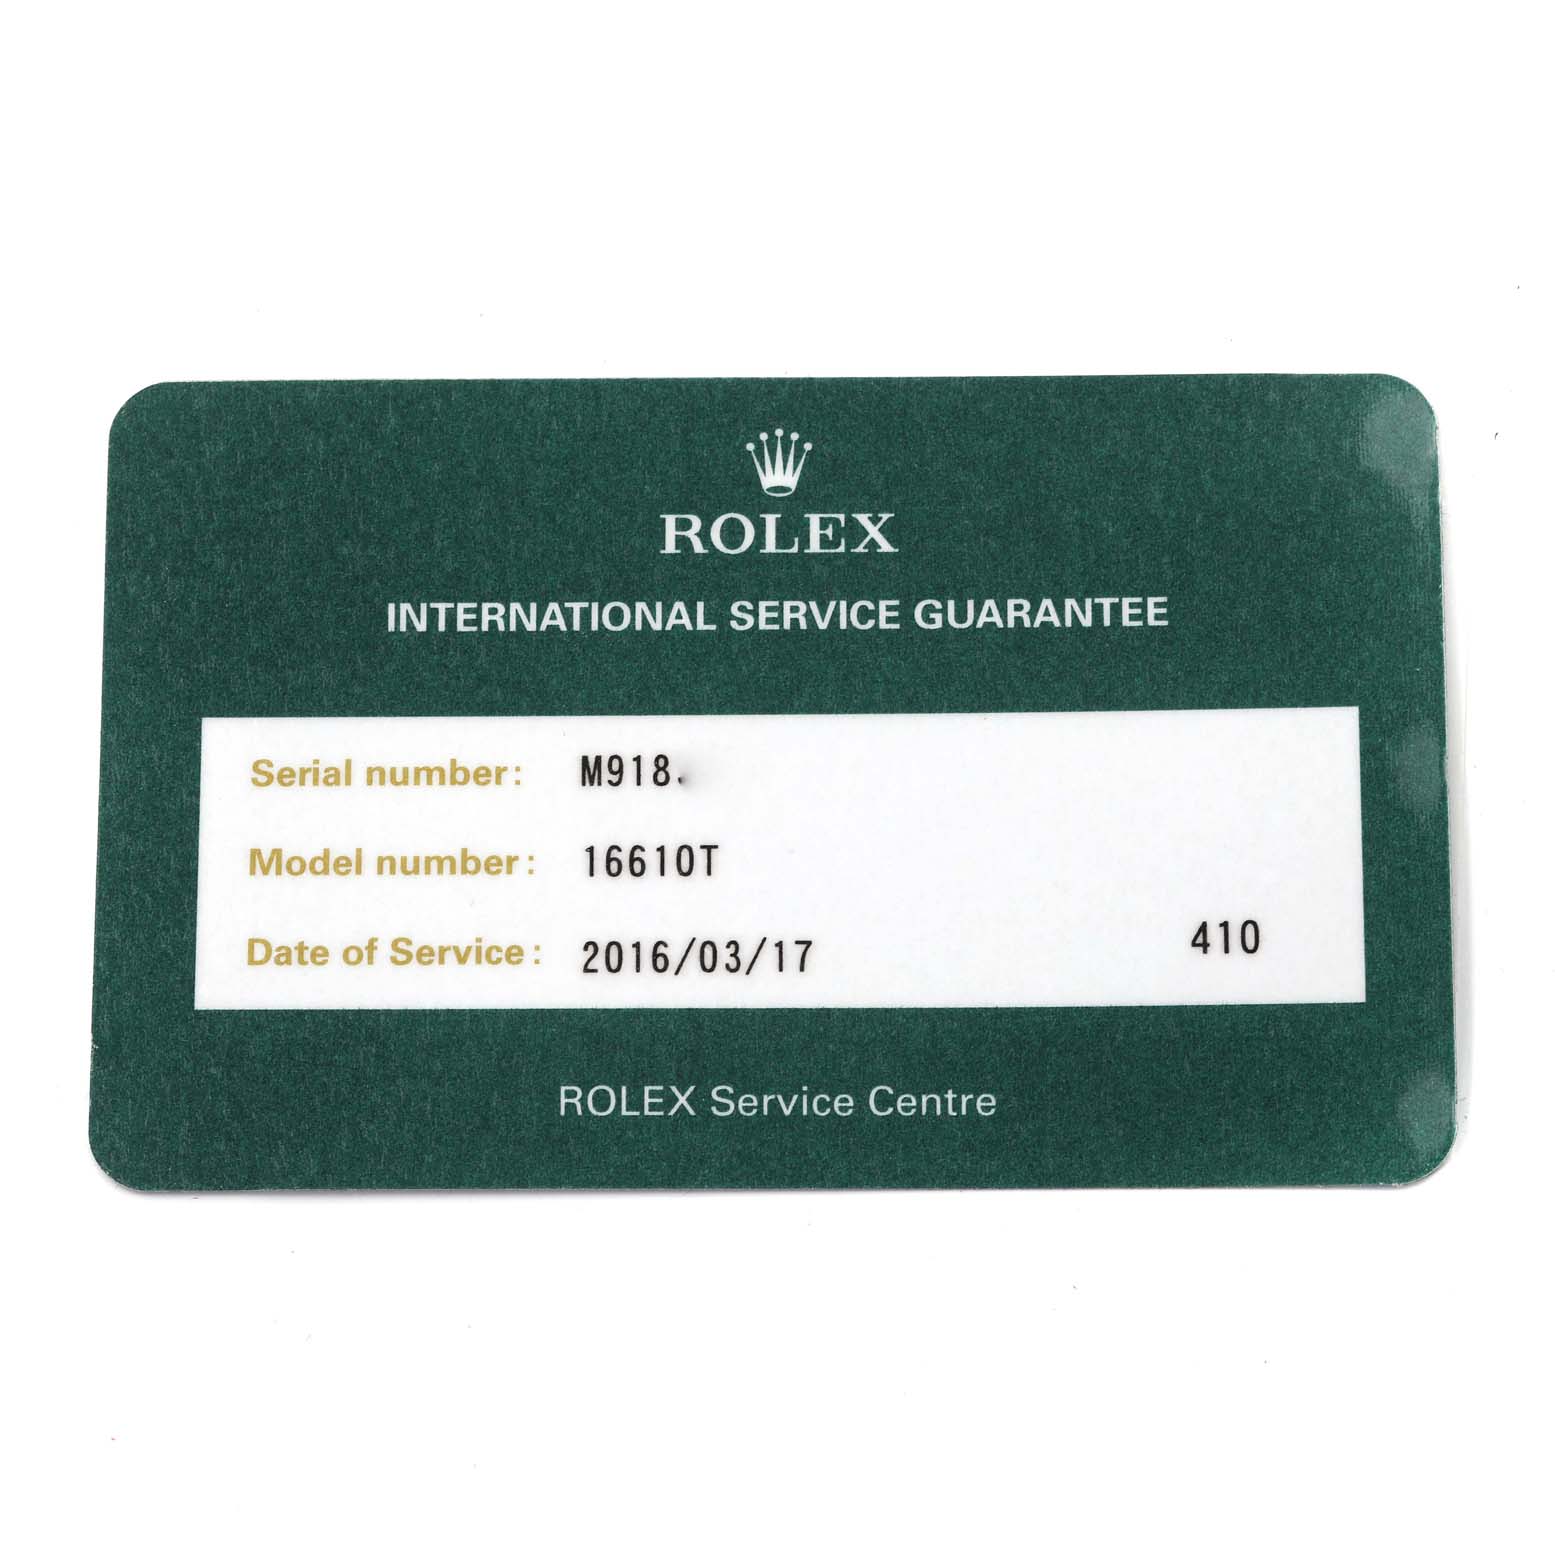 ROLEX
INTERNATIONAL SERVICE GUARANTEE
Serial number: M918.
Model number: 16610T
Date of Service: 2016/03/17 410
ROLEX Service Centre